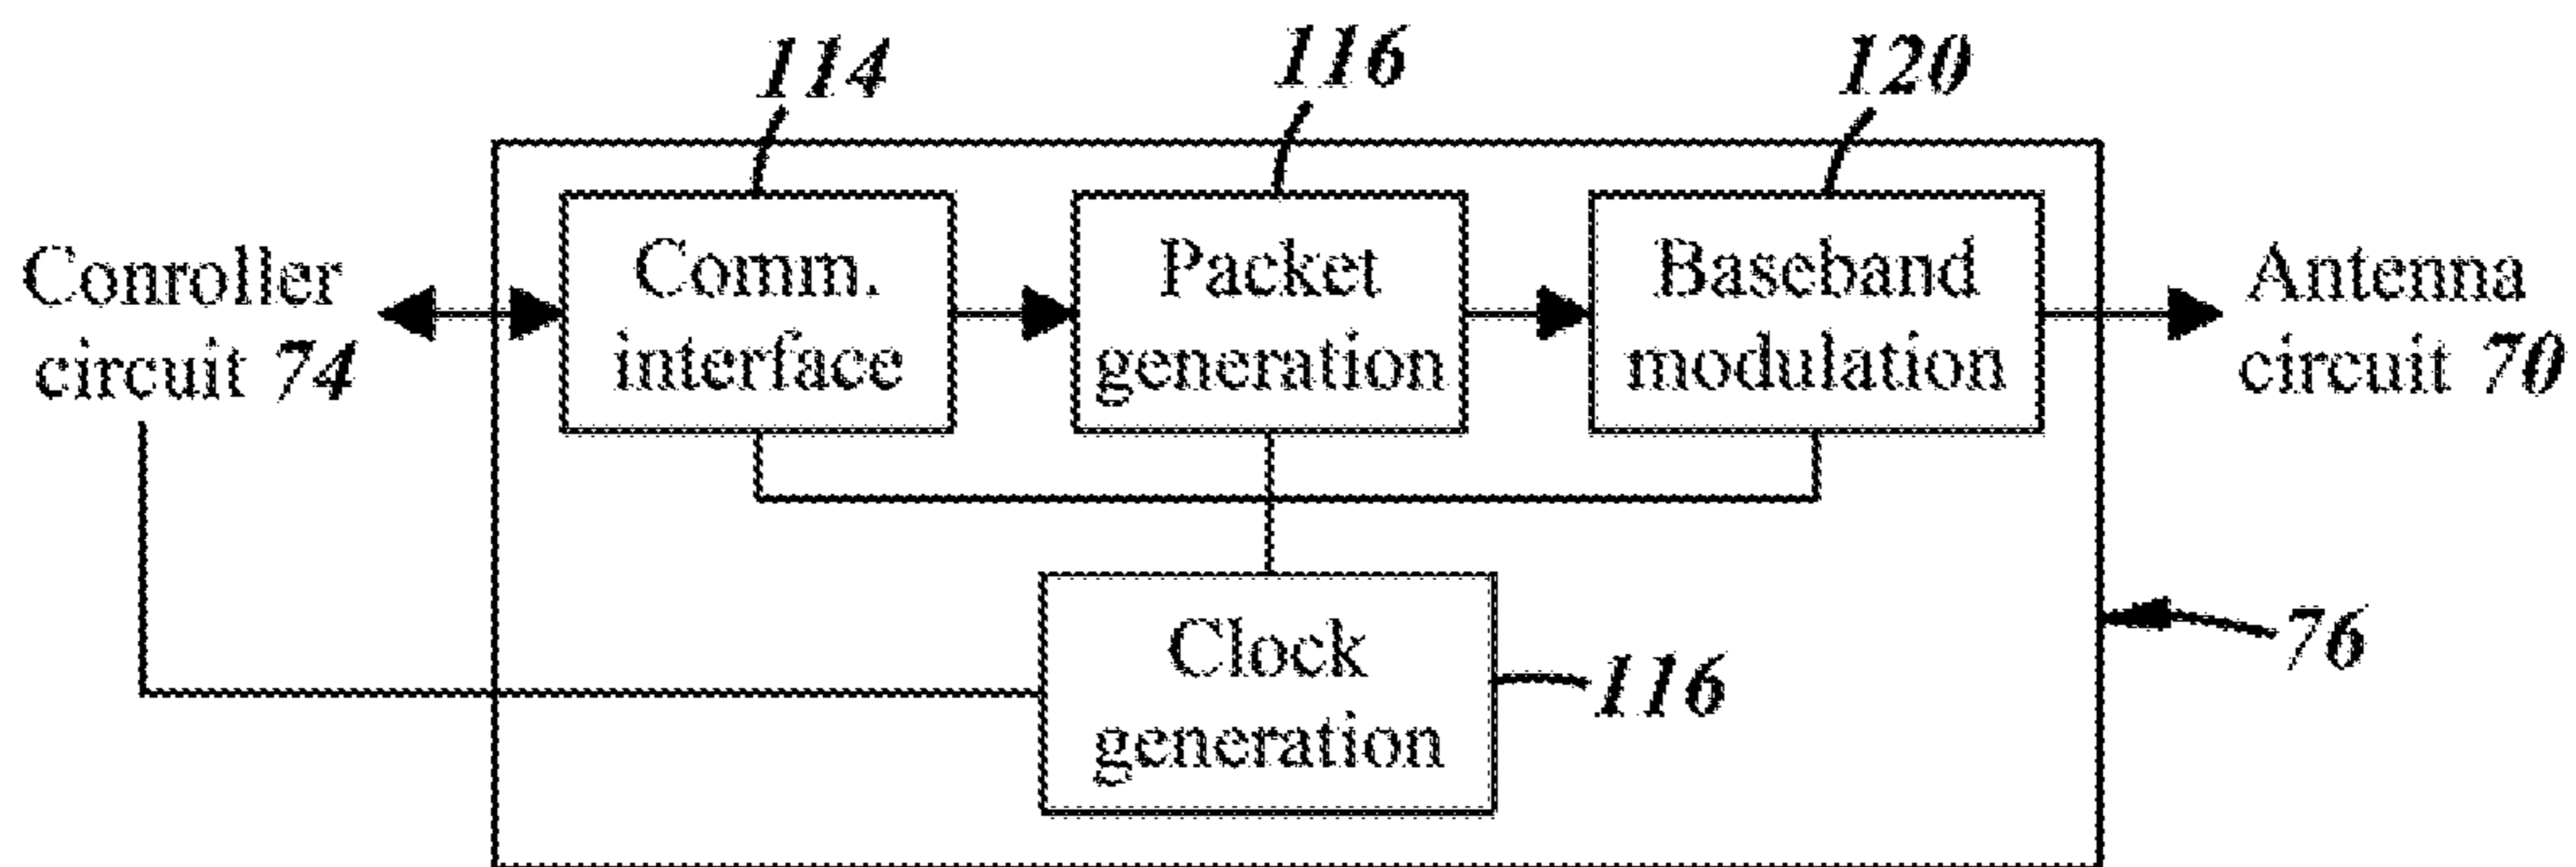 114
116
120
Conroller
circuit 74
Comm.
interface
Packet
generation
Baseband
modulation
Antenna
circuit 70
Clock
generation
116
76